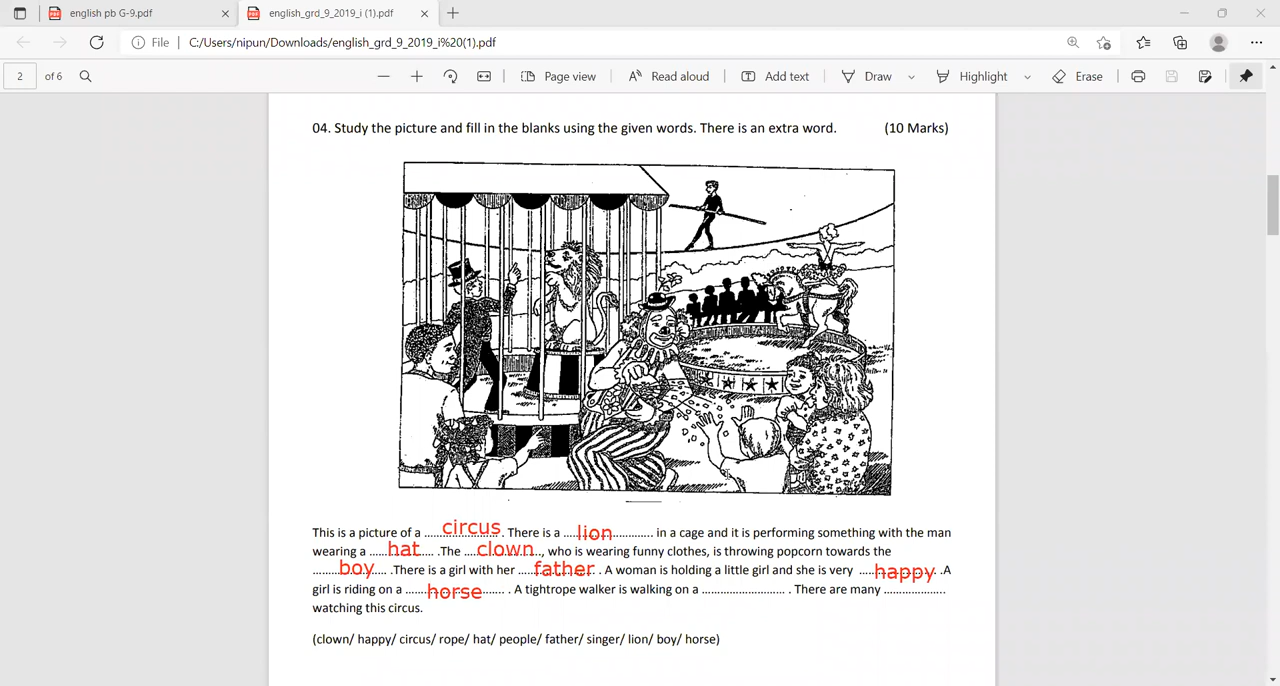 english pb G-9.pdf
english_grd_9_2019_i (1).pdf
File C:/Users/nipun/Downloads/english_grd_9_2019_i%20(1).pdf
2 of 6 Page view Read aloud Add text Draw Highlight Erase
04. Study the picture and fill in the blanks using the given words. There is an extra word. (10 Marks)
This is a picture of a ...circus... . There is a ...lion... in a cage and it is performing something with the man
wearing a ...hat... .The ...clown..., who is wearing funny clothes, is throwing popcorn towards the
...boy... .There is a girl with her ...father... . A woman is holding a little girl and she is very ...happy... .A
girl is riding on a ...horse... . A tightrope walker is walking on a ........................... . There are many ...................
watching this circus.
(clown/ happy/ circus/ rope/ hat/ people/ father/ singer/ lion/ boy/ horse)